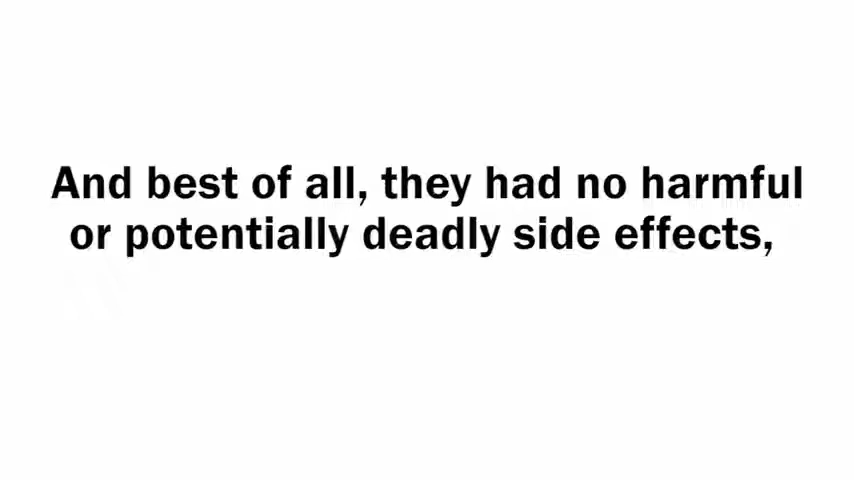 And best of all, they had no harmful
or potentially deadly side effects,